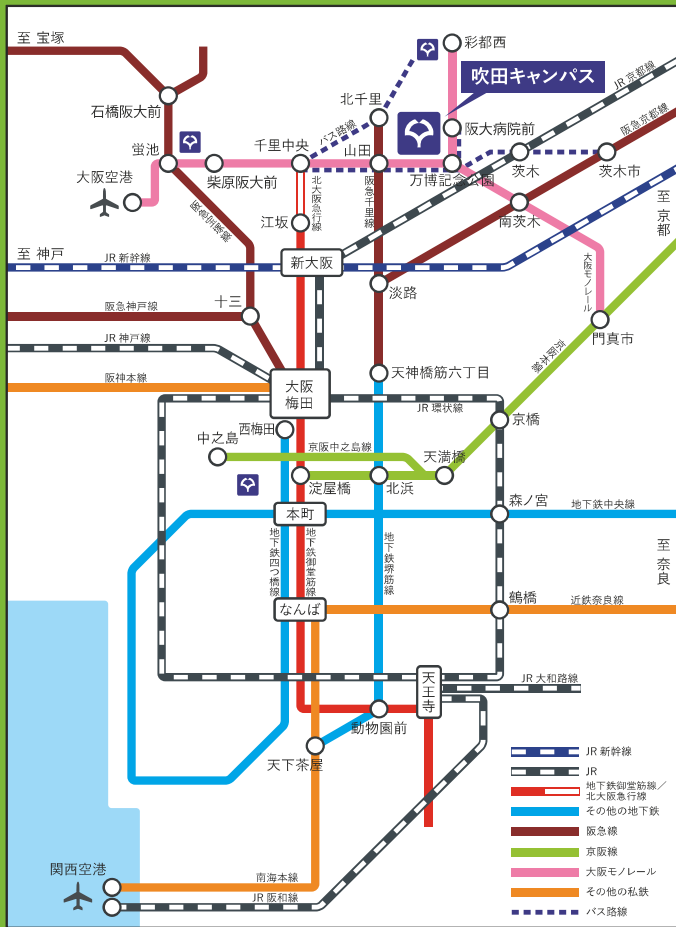 至 宝塚
彩都西
吹田キャンパス
JR 京都線
北千里
石橋阪大前
バス路線
阪急京都線
千里中央
阪大病院前
蛍池
山田
茨木
茨木市
大阪空港
柴原阪大前
万博記念公園
北大阪急行線
阪急千里線
至 京都
阪急宝塚線
江坂
南茨木
至 神戸
JR 新幹線
新大阪
大阪モノレール
淡路
阪急神戸線
十三
門真市
JR 神戸線
京阪本線
阪神本線
大阪
梅田
天神橋筋六丁目
JR 環状線
京橋
西梅田
中之島
京阪中之島線
天満橋
淀屋橋
北浜
森ノ宮
地下鉄中央線
本町
地下鉄四つ橋線
地下鉄御堂筋線
地下鉄堺筋線
至 奈良
なんば
鶴橋
近鉄奈良線
天王寺
JR 大和路線
動物園前
天下茶屋
JR 新幹線
JR
地下鉄御堂筋線／
北大阪急行線
その他の地下鉄
阪急線
京阪線
大阪モノレール
その他の私鉄
バス路線
関西空港
南海本線
JR 阪和線